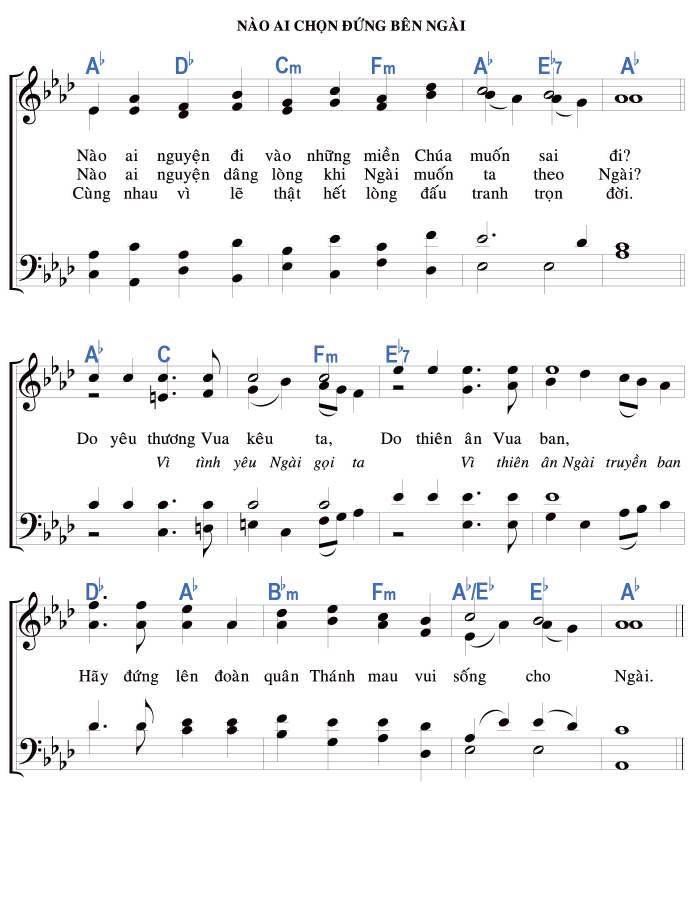 NÀO AI CHỌN ĐỨNG BÊN NGÀI
A♭ D♭ Cm Fm A♭ E♭7 A♭
Nào ai nguyện đi vào những miền Chúa muốn sai đi?
Nào ai nguyện dâng lòng khi Ngài muốn ta theo Ngài?
Cùng nhau vì lẽ thật hết lòng đấu tranh trọn đời.
A♭ C Fm E♭7
Do yêu thương Vua kêu ta, Do thiên ân Vua ban,
Vì tình yêu Ngài gọi ta Vì thiên ân Ngài truyền ban
D♭ A♭ B♭m Fm A♭/E♭ E♭ A♭
Hãy đứng lên đoàn quân Thánh mau vui sống cho Ngài.